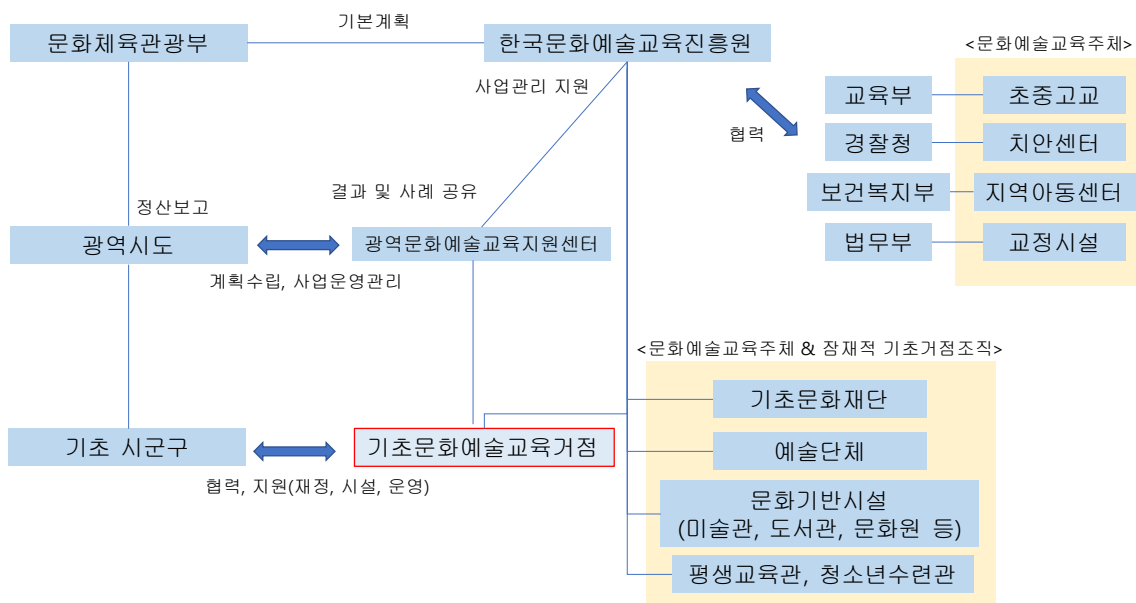 기본계획
문화체육관광부
한국문화예술교육진흥원
<문화예술교육주체>
사업관리 지원
교육부
초중고교
협력
경찰청
치안센터
결과 및 사례 공유
보건복지부
지역아동센터
정산보고
광역시도
광역문화예술교육지원센터
법무부
교정시설
계획수립, 사업운영관리
<문화예술교육주체 & 잠재적 기초거점조직>
기초문화재단
기초 시군구
기초문화예술교육거점
예술단체
협력, 지원(재정, 시설, 운영)
문화기반시설
(미술관, 도서관, 문화원 등)
평생교육관, 청소년수련관